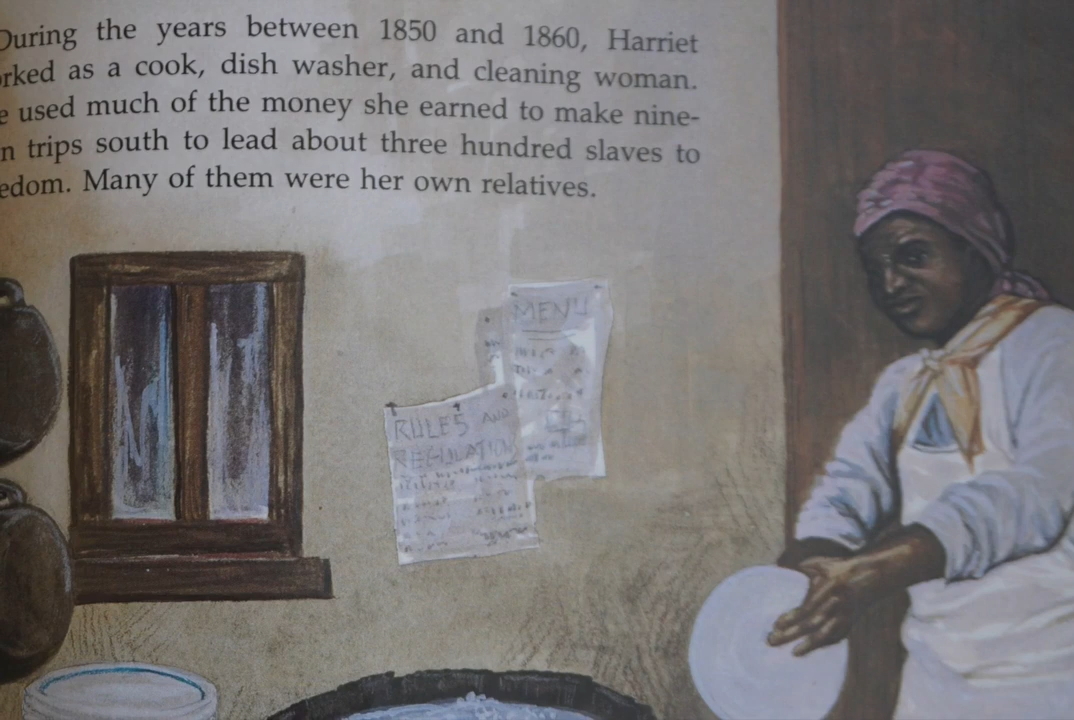 During the years between 1850 and 1860, Harriet
orked as a cook, dish washer, and cleaning woman.
e used much of the money she earned to make nine-
n trips south to lead about three hundred slaves to
edom. Many of them were her own relatives.
MENU
RULES AND
REGULATION